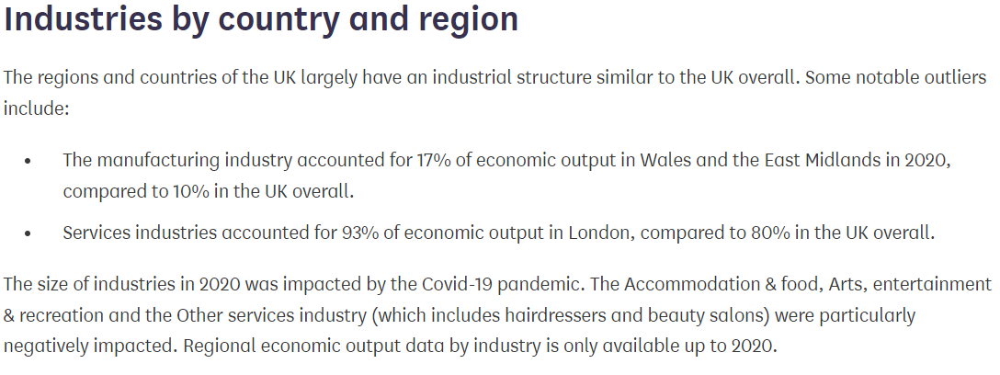 Industries by country and region
The regions and countries of the UK largely have an industrial structure similar to the UK overall. Some notable outliers
include:
• The manufacturing industry accounted for 17% of economic output in Wales and the East Midlands in 2020,
compared to 10% in the UK overall.
• Services industries accounted for 93% of economic output in London, compared to 80% in the UK overall.
The size of industries in 2020 was impacted by the Covid-19 pandemic. The Accommodation & food, Arts, entertainment
& recreation and the Other services industry (which includes hairdressers and beauty salons) were particularly
negatively impacted. Regional economic output data by industry is only available up to 2020.